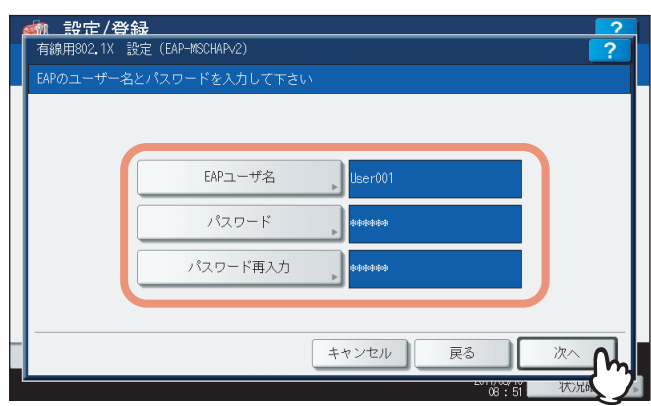 設定/登録
?
有線用802.1X 設定 (EAP-MSCHAPv2)
?
EAPのユーザー名とパスワードを入力して下さい
EAPユーザ名
User001
パスワード
******
パスワード再入力
******
キャンセル
戻る
次へ
08:51
状況